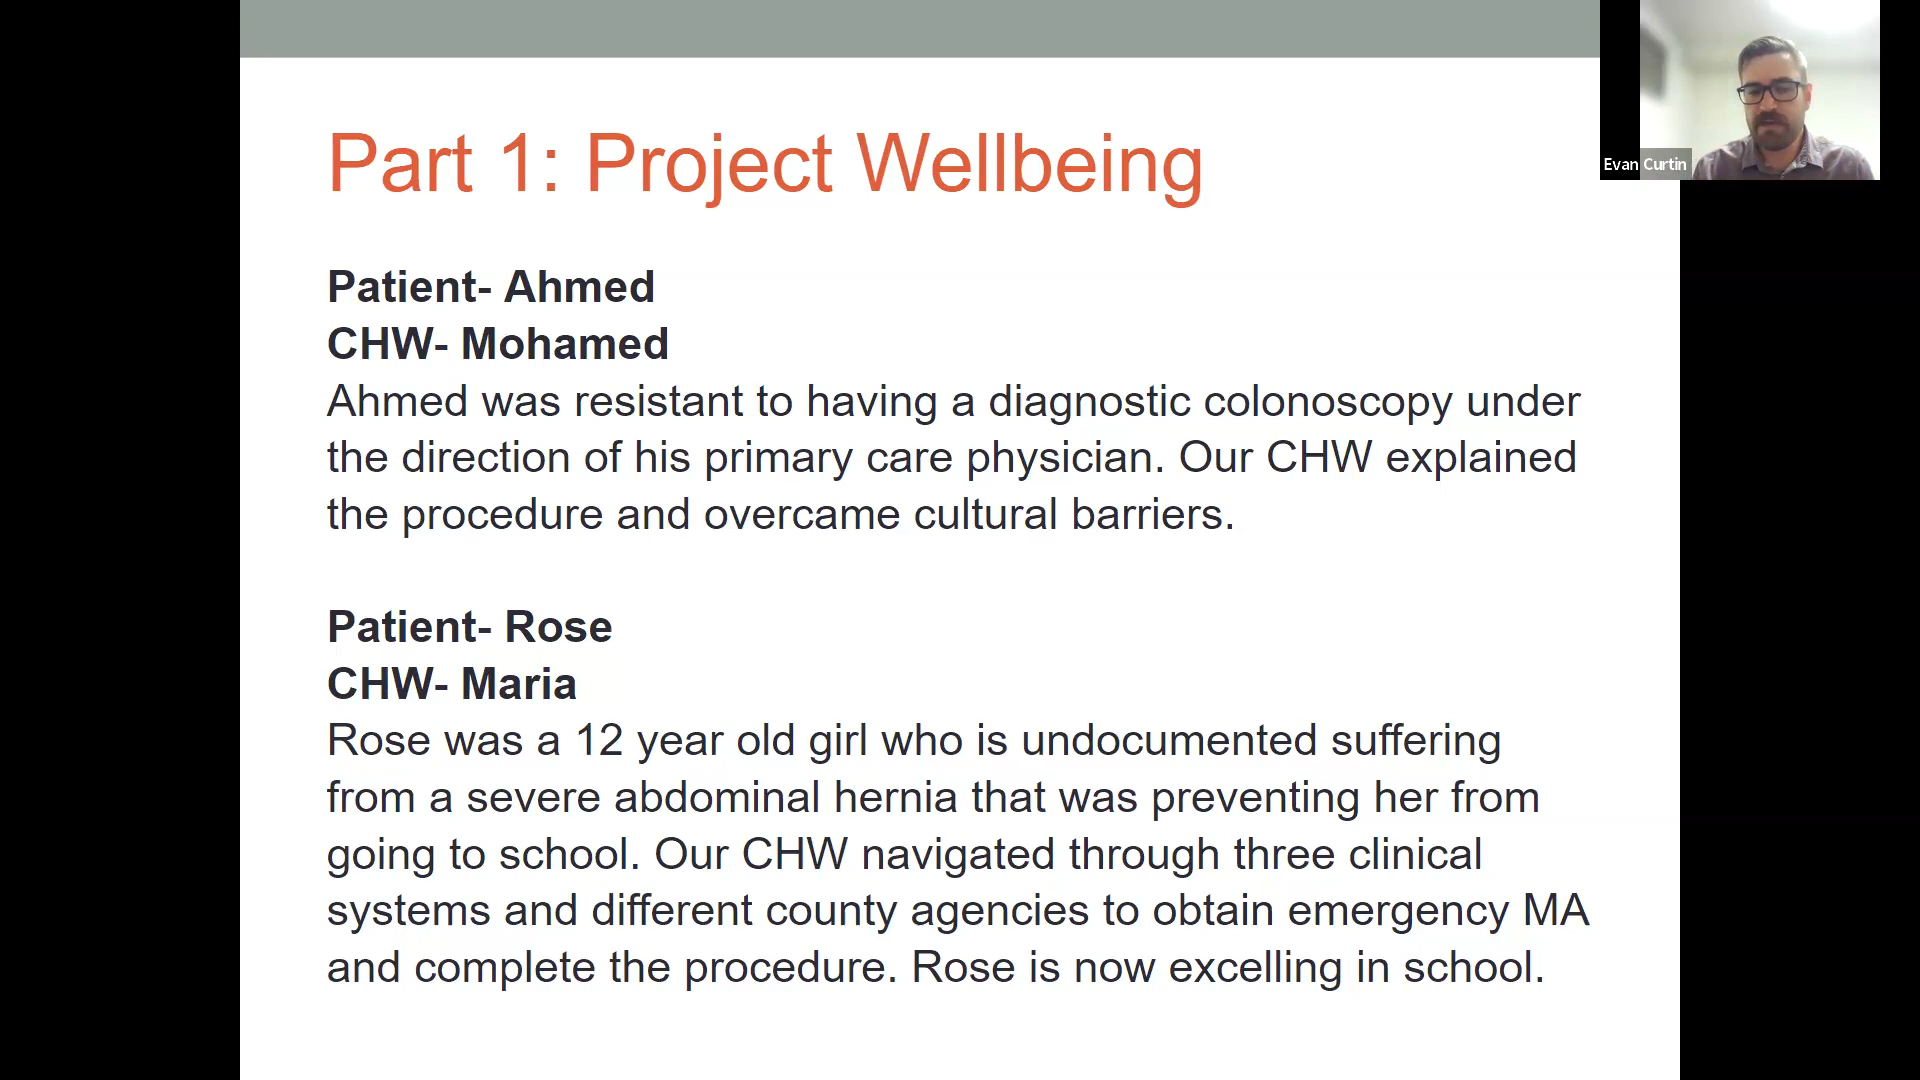 Part 1: Project Wellbeing
Evan Curtin
Patient- Ahmed
CHW- Mohamed
Ahmed was resistant to having a diagnostic colonoscopy under
the direction of his primary care physician. Our CHW explained
the procedure and overcame cultural barriers.
Patient- Rose
CHW- Maria
Rose was a 12 year old girl who is undocumented suffering
from a severe abdominal hernia that was preventing her from
going to school. Our CHW navigated through three clinical
systems and different county agencies to obtain emergency MA
and complete the procedure. Rose is now excelling in school.